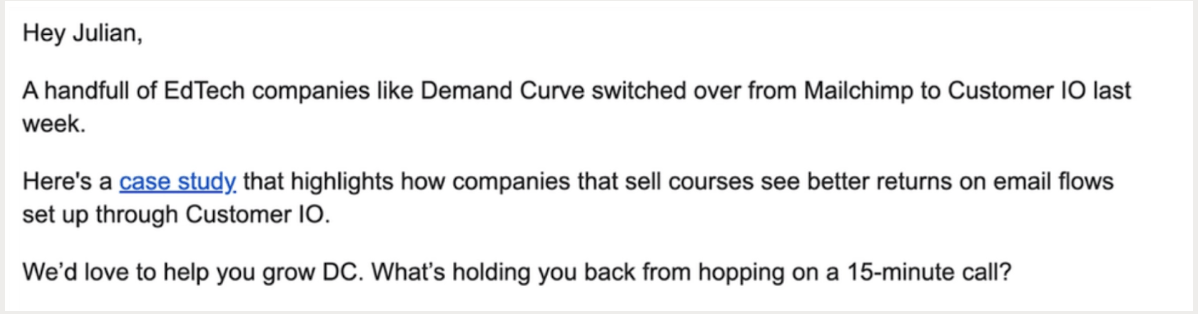 Hey Julian,
A handfull of EdTech companies like Demand Curve switched over from Mailchimp to Customer IO last
week.
Here's a case study that highlights how companies that sell courses see better returns on email flows
set up through Customer IO.
We’d love to help you grow DC. What’s holding you back from hopping on a 15-minute call?